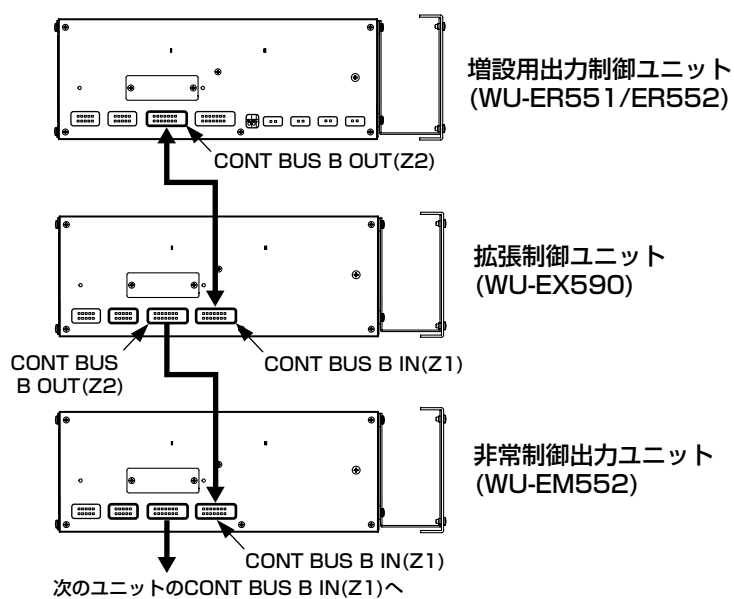 増設用出力制御ユニット
(WU-ER551/ER552)
CONT BUS B OUT(Z2)
拡張制御ユニット
(WU-EX590)
CONT BUS
B OUT(Z2)
CONT BUS B IN(Z1)
非常制御出力ユニット
(WU-EM552)
CONT BUS B IN(Z1)
次のユニットのCONT BUS B IN(Z1)へ